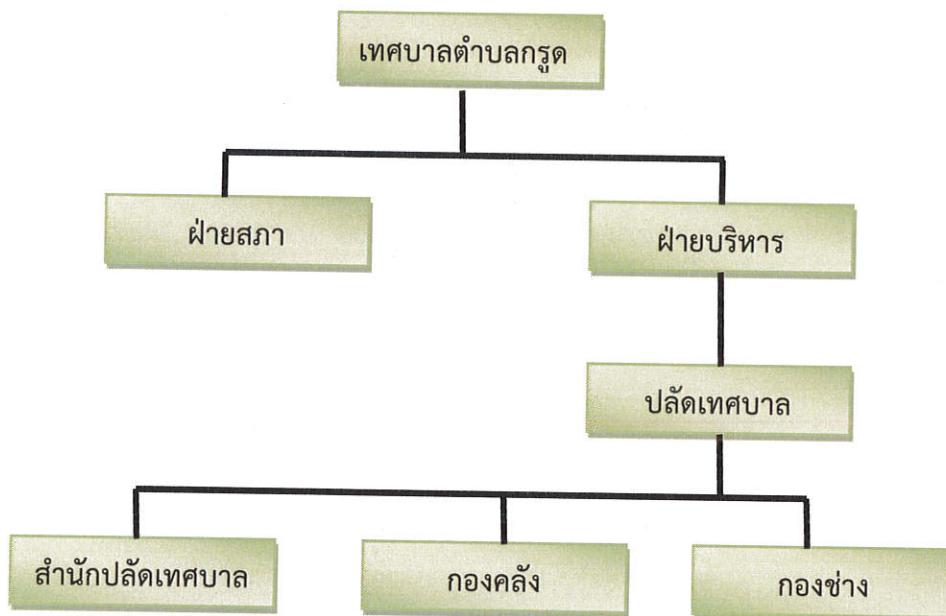 เทศบาลตำบลกรูด
ฝ่ายสภา
ฝ่ายบริหาร
ปลัดเทศบาล
สำนักปลัดเทศบาล
กองคลัง
กองช่าง